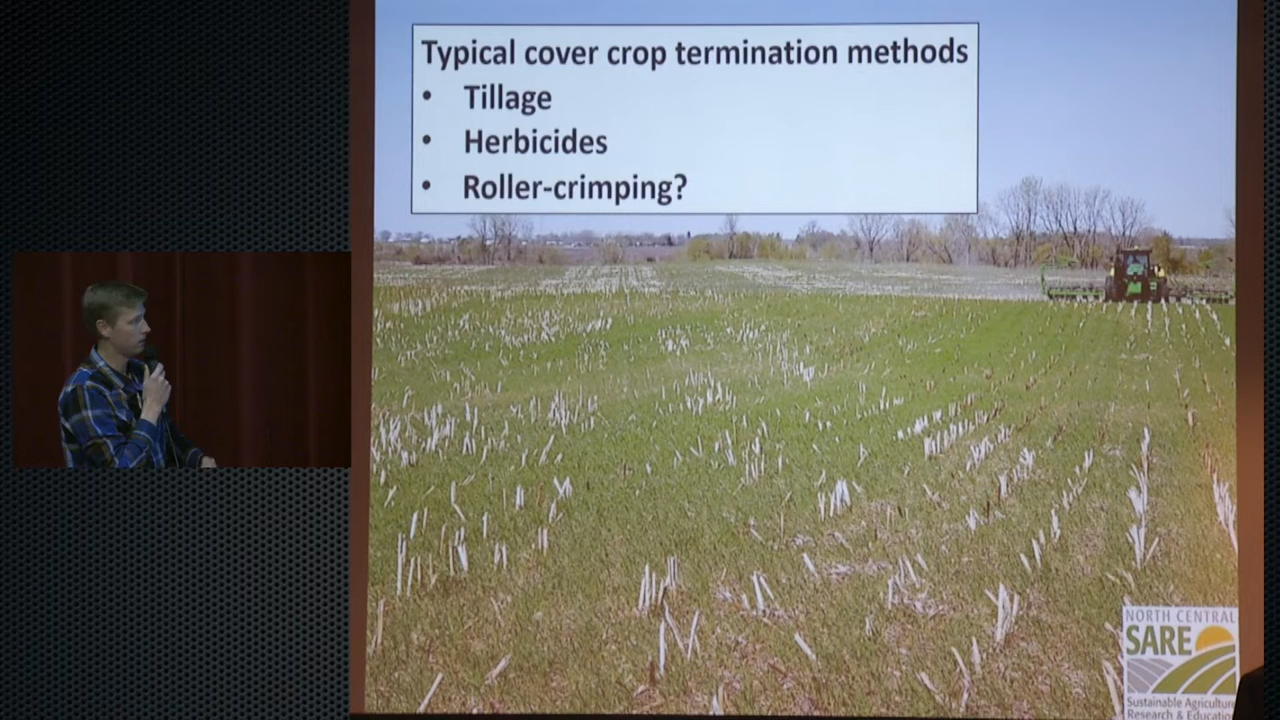 Typical cover crop termination methods
• Tillage
• Herbicides
• Roller-crimping?
NORTH CENTRAL
SARE
Sustainable Agriculture
Research & Education